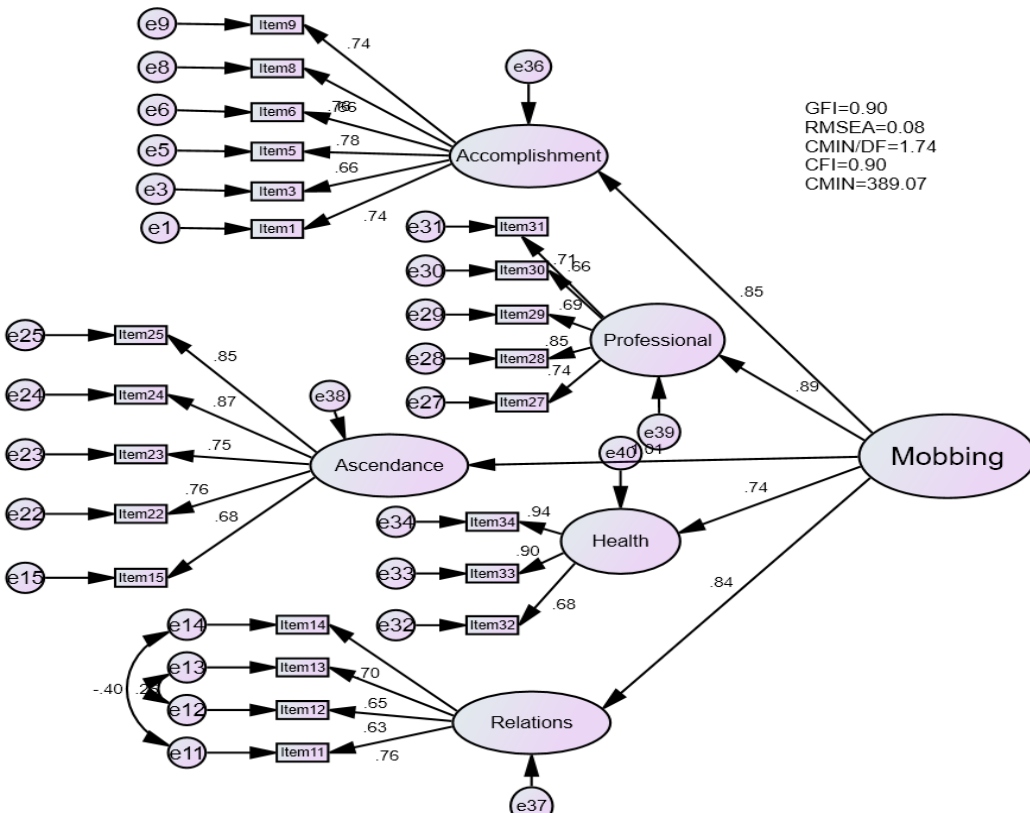 e9
Item9
.74
e8
Item8
e36
e6
Item6
.66
GFI=0.90
RMSEA=0.08
CMIN/DF=1.74
CFI=0.90
CMIN=389.07
e5
Item5
.78
Accomplishment
e3
Item3
.66
e1
Item1
.74
e31
Item31
.71
e30
Item30
.66
.85
e29
Item29
.69
e28
Item28
.85
Professional
e27
Item27
.74
.89
e39
e25
Item25
.85
e24
Item24
.87
e38
e23
Item23
.75
Ascendance
e40
Mobbing
e22
Item22
.76
.74
e15
Item15
.68
e34
Item34
.94
Health
e33
Item33
.90
e32
Item32
.68
.84
e14
Item14
e13
Item13
.70
-.40
e12
Item12
.65
Relations
e11
Item11
.63
.76
e37